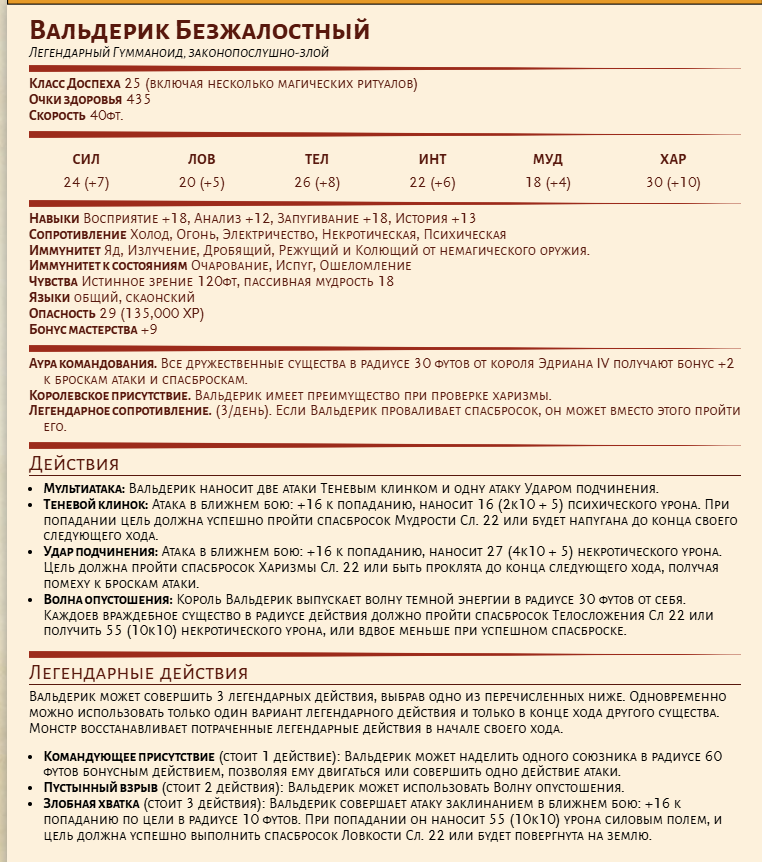 Вальдерик Безжалостный
Легендарный Гумманоид, законопослушно-злой
Класс Доспеха 25 (включая несколько магических ритуалов)
Очки здоровья 435
Скорость 40фт.
СИЛ ЛОВ ТЕЛ ИНТ МУД ХАР
24 (+7) 20 (+5) 26 (+8) 22 (+6) 18 (+4) 30 (+10)
Навыки Восприятие +18, Анализ +12, Запугивание +18, История +13
Сопротивление Холод, Огонь, Электричество, Некротическая, Психическая
Иммунитет Яд, Излучение, Дробящий, Режущий и Колющий от немагического оружия.
Иммунитет к состояниям Очарование, Испуг, Ошеломление
Чувства Истинное зрение 120фт, пассивная мудрость 18
Языки общий, скаонский
Опасность 29 (135,000 XP)
Бонус мастерства +9
Аура командования. Все дружественные существа в радиусе 30 футов от короля Эдриана IV получают бонус +2
к броскам атаки и спасброскам.
Королевское присутствие. Вальдерик имеет преимущество при проверке харизмы.
Легендарное сопротивление. (3/день). Если Вальдерик проваливает спасбросок, он может вместо этого пройти
его.
Действия
• Мультиатака: Вальдерик наносит две атаки Теневым клинком и одну атаку Ударом подчинения.
• Теневой клинок: Атака в ближнем бою: +16 к попаданию, наносит 16 (2к10 + 5) психического урона. При
попадании цель должна успешно пройти спасбросок Мудрости Сл. 22 или будет напугана до конца своего
следующего хода.
• Удар подчинения: Атака в ближнем бою: +16 к попаданию, наносит 27 (4к10 + 5) некротического урона.
Цель должна пройти спасбросок Харизмы Сл. 22 или быть проклята до конца следующего хода, получая
помеху к броскам атаки.
• Волна опустошения: Король Вальдерик выпускает волну темной энергии в радиусе 30 футов от себя.
Каждоев враждебное существо в радиусе действия должно пройти спасбросок Телосложения Сл 22 или
получить 55 (10к10) некротического урона, или вдвое меньше при успешном спасброске.
Легендарные действия
Вальдерик может совершить 3 легендарных действия, выбрав одно из перечисленных ниже. Одновременно
можно использовать только один вариант легендарного действия и только в конце хода другого существа.
Монстр восстанавливает потраченные легендарные действия в начале своего хода.
• Командующее присутствие (стоит 1 действие): Вальдерик может наделить одного союзника в радиусе 60
футов бонусным действием, позволяя ему двигаться или совершить одно действие атаки.
• Пустынный взрыв (стоит 2 действия): Вальдерик может использовать Волну опустошения.
• Злобная хватка (стоит 3 действия): Вальдерик совершает атаку заклинанием в ближнем бою: +16 к
попаданию по цели в радиусе 10 футов. При попадании он наносит 55 (10к10) урона силовым полем, и
цель должна успешно выполнить спасбросок Ловкости Сл. 22 или будет повергнута на землю.